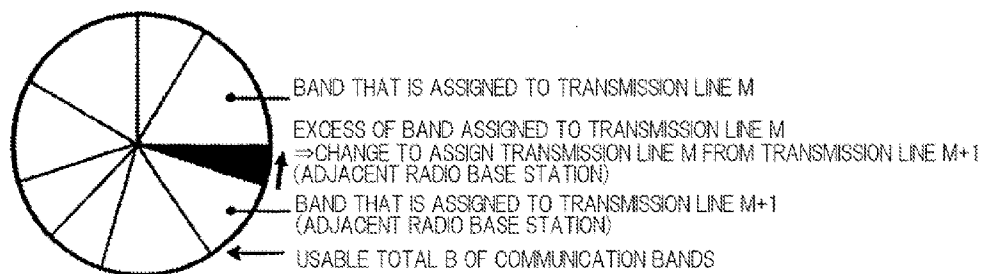 BAND THAT IS ASSIGNED TO TRANSMISSION LINE M
EXCESS OF BAND ASSIGNED TO TRANSMISSION LINE M
⇒CHANGE TO ASSIGN TRANSMISSION LINE M FROM TRANSMISSION LINE M+1
(ADJACENT RADIO BASE STATION)
BAND THAT IS ASSIGNED TO TRANSMISSION LINE M+1
(ADJACENT RADIO BASE STATION)
USABLE TOTAL B OF COMMUNICATION BANDS